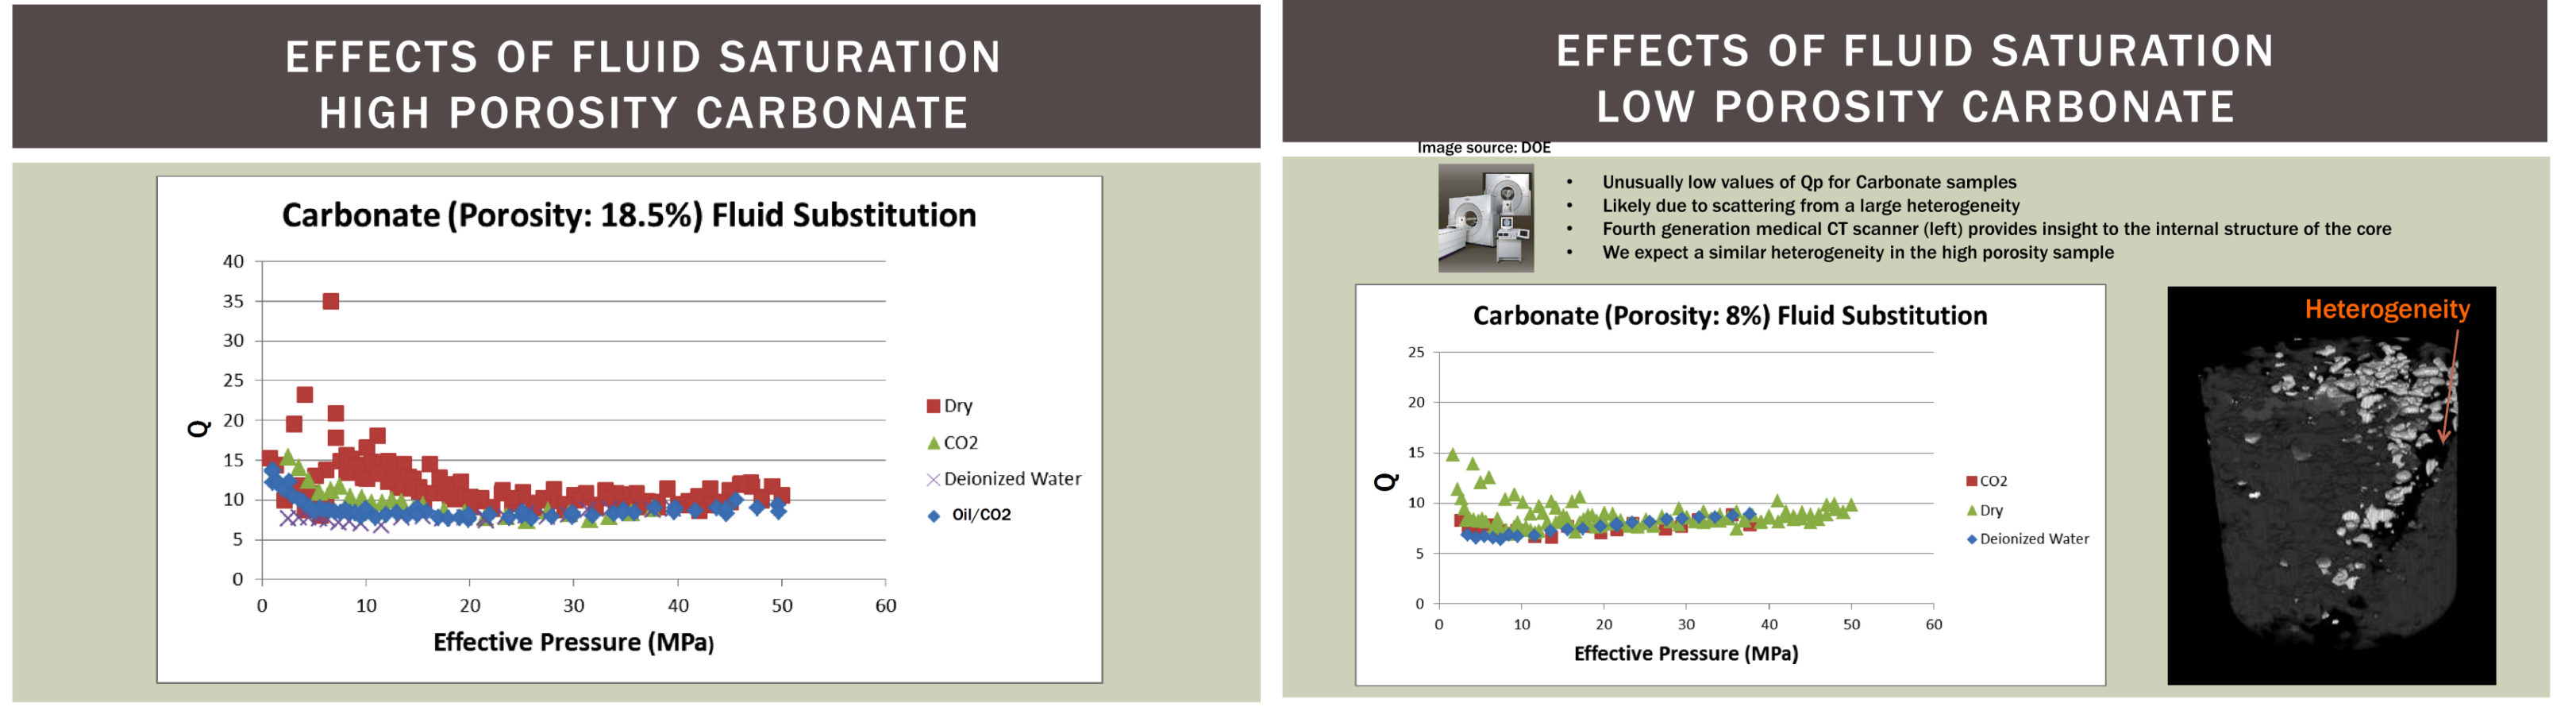 EFFECTS OF FLUID SATURATION
HIGH POROSITY CARBONATE
Carbonate (Porosity: 18.5%) Fluid Substitution
40
35
30
25
20
15
10
5
0
Q
0 10 20 30 40 50 60
Effective Pressure (MPa)
Dry
CO2
Deionized Water
Oil/CO2
EFFECTS OF FLUID SATURATION
LOW POROSITY CARBONATE
Image source: DOE
• Unusually low values of Qp for Carbonate samples
• Likely due to scattering from a large heterogeneity
• Fourth generation medical CT scanner (left) provides insight to the internal structure of the core
• We expect a similar heterogeneity in the high porosity sample
Carbonate (Porosity: 8%) Fluid Substitution
25
20
15
10
5
0
Q
0 10 20 30 40 50 60
Effective Pressure (MPa)
CO2
Dry
Deionized Water
Heterogeneity